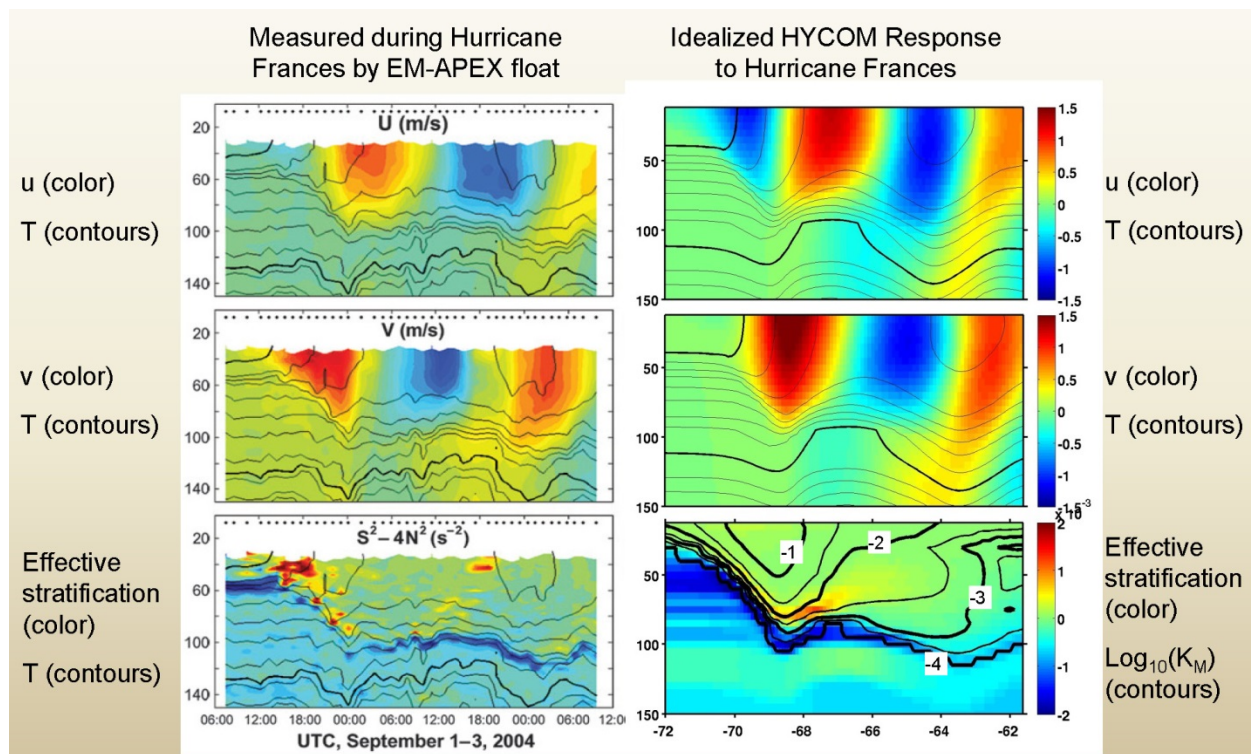 Measured during Hurricane
Frances by EM-APEX float
Idealized HYCOM Response
to Hurricane Frances
u (color)
T (contours)
U (m/s)
20
60
100
140
50
100
150
1.5
1
0.5
0
-0.5
-1
-1.5
u (color)
T (contours)
v (color)
T (contours)
V (m/s)
20
60
100
140
50
100
150
1.5
1
0.5
0
-0.5
-1
v (color)
T (contours)
Effective
stratification
(color)
T (contours)
S²−4N² (s⁻²)
20
60
100
140
06:00 12:00 18:00 00:00 06:00 12:00 18:00 00:00 06:00 12:00
UTC, September 1–3, 2004
50
100
150
-1
-2
-3
-4
-72 -70 -68 -66 -64 -62
2
1
0
-1
-2
Effective
stratification
(color)
Log₁₀(K_M)
(contours)